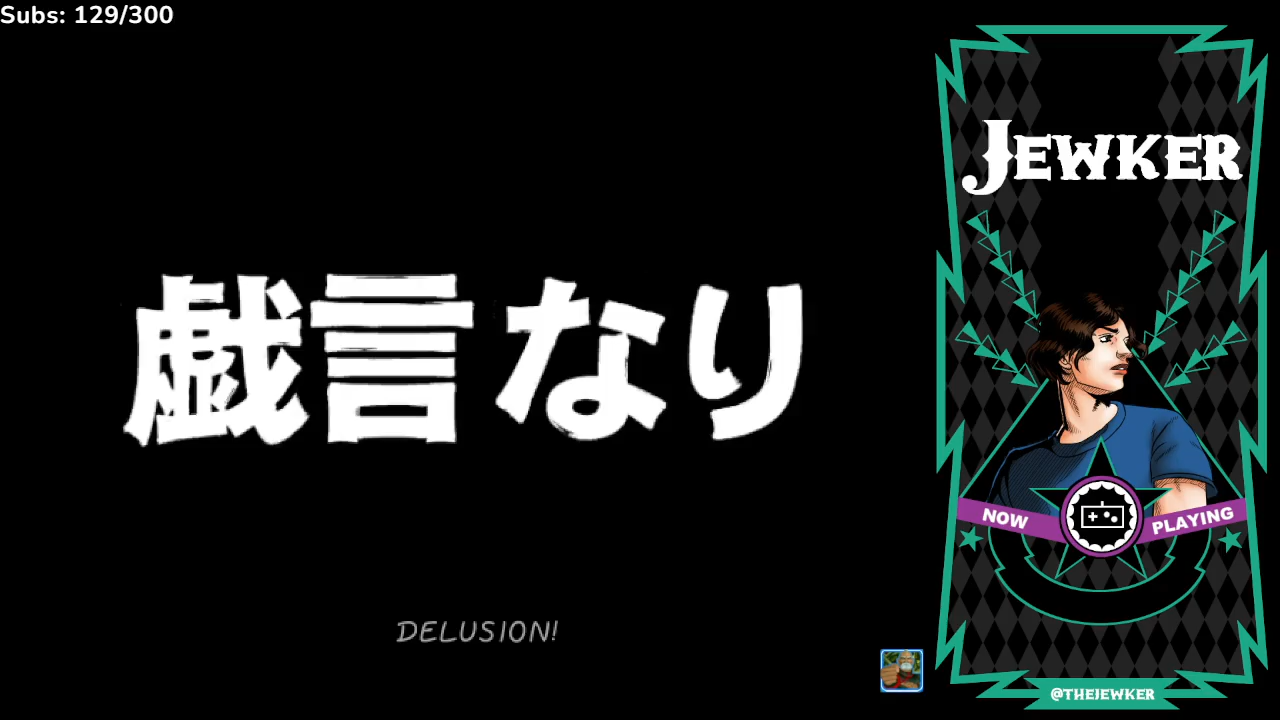 Subs: 129/300
JEWKER
戯言なり
NOW PLAYING
DELUSION!
@THEJEWKER